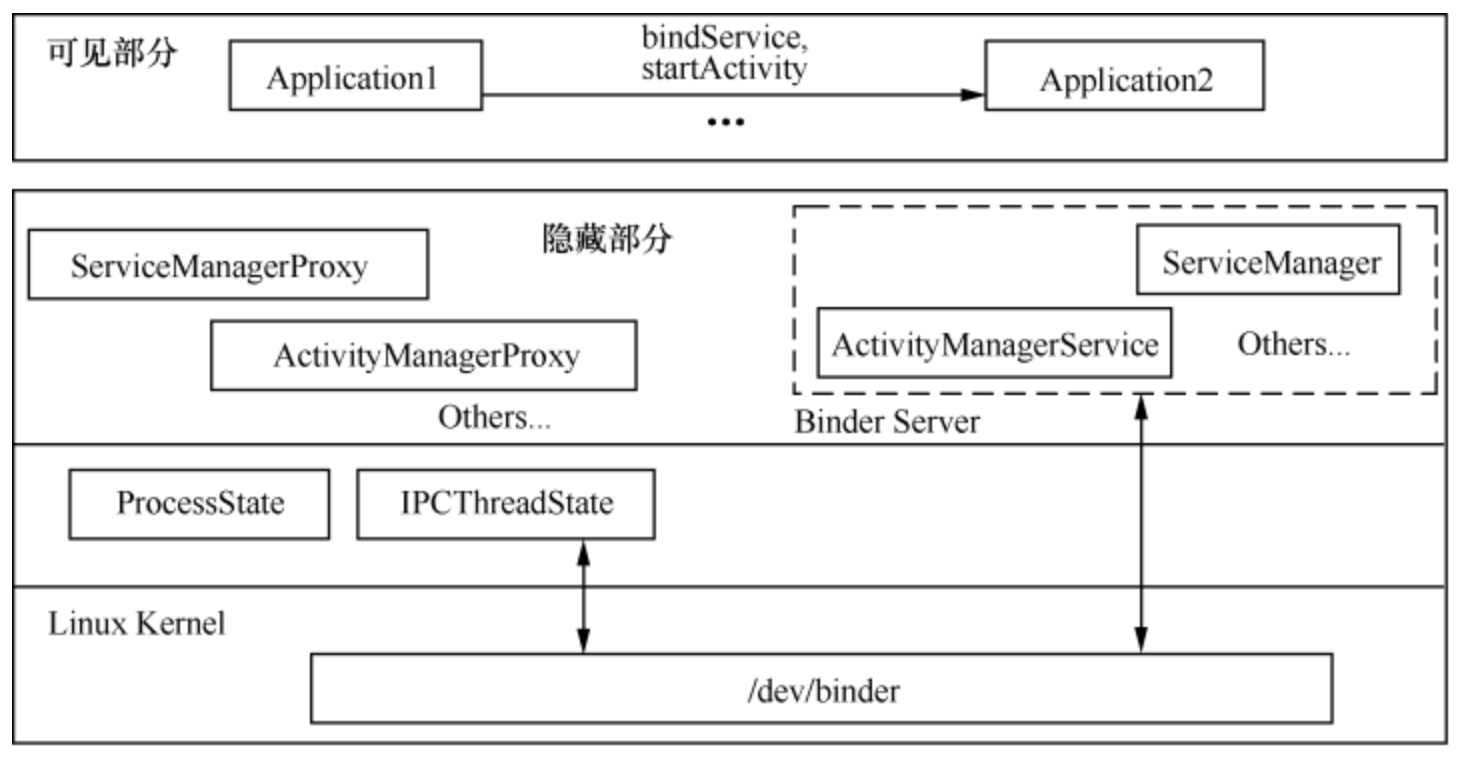 可见部分
Application1
bindService,
startActivity
...
Application2
隐藏部分
ServiceManagerProxy
ActivityManagerProxy
Others...
ServiceManager
ActivityManagerService
Others...
Binder Server
ProcessState
IPCThreadState
Linux Kernel
/dev/binder